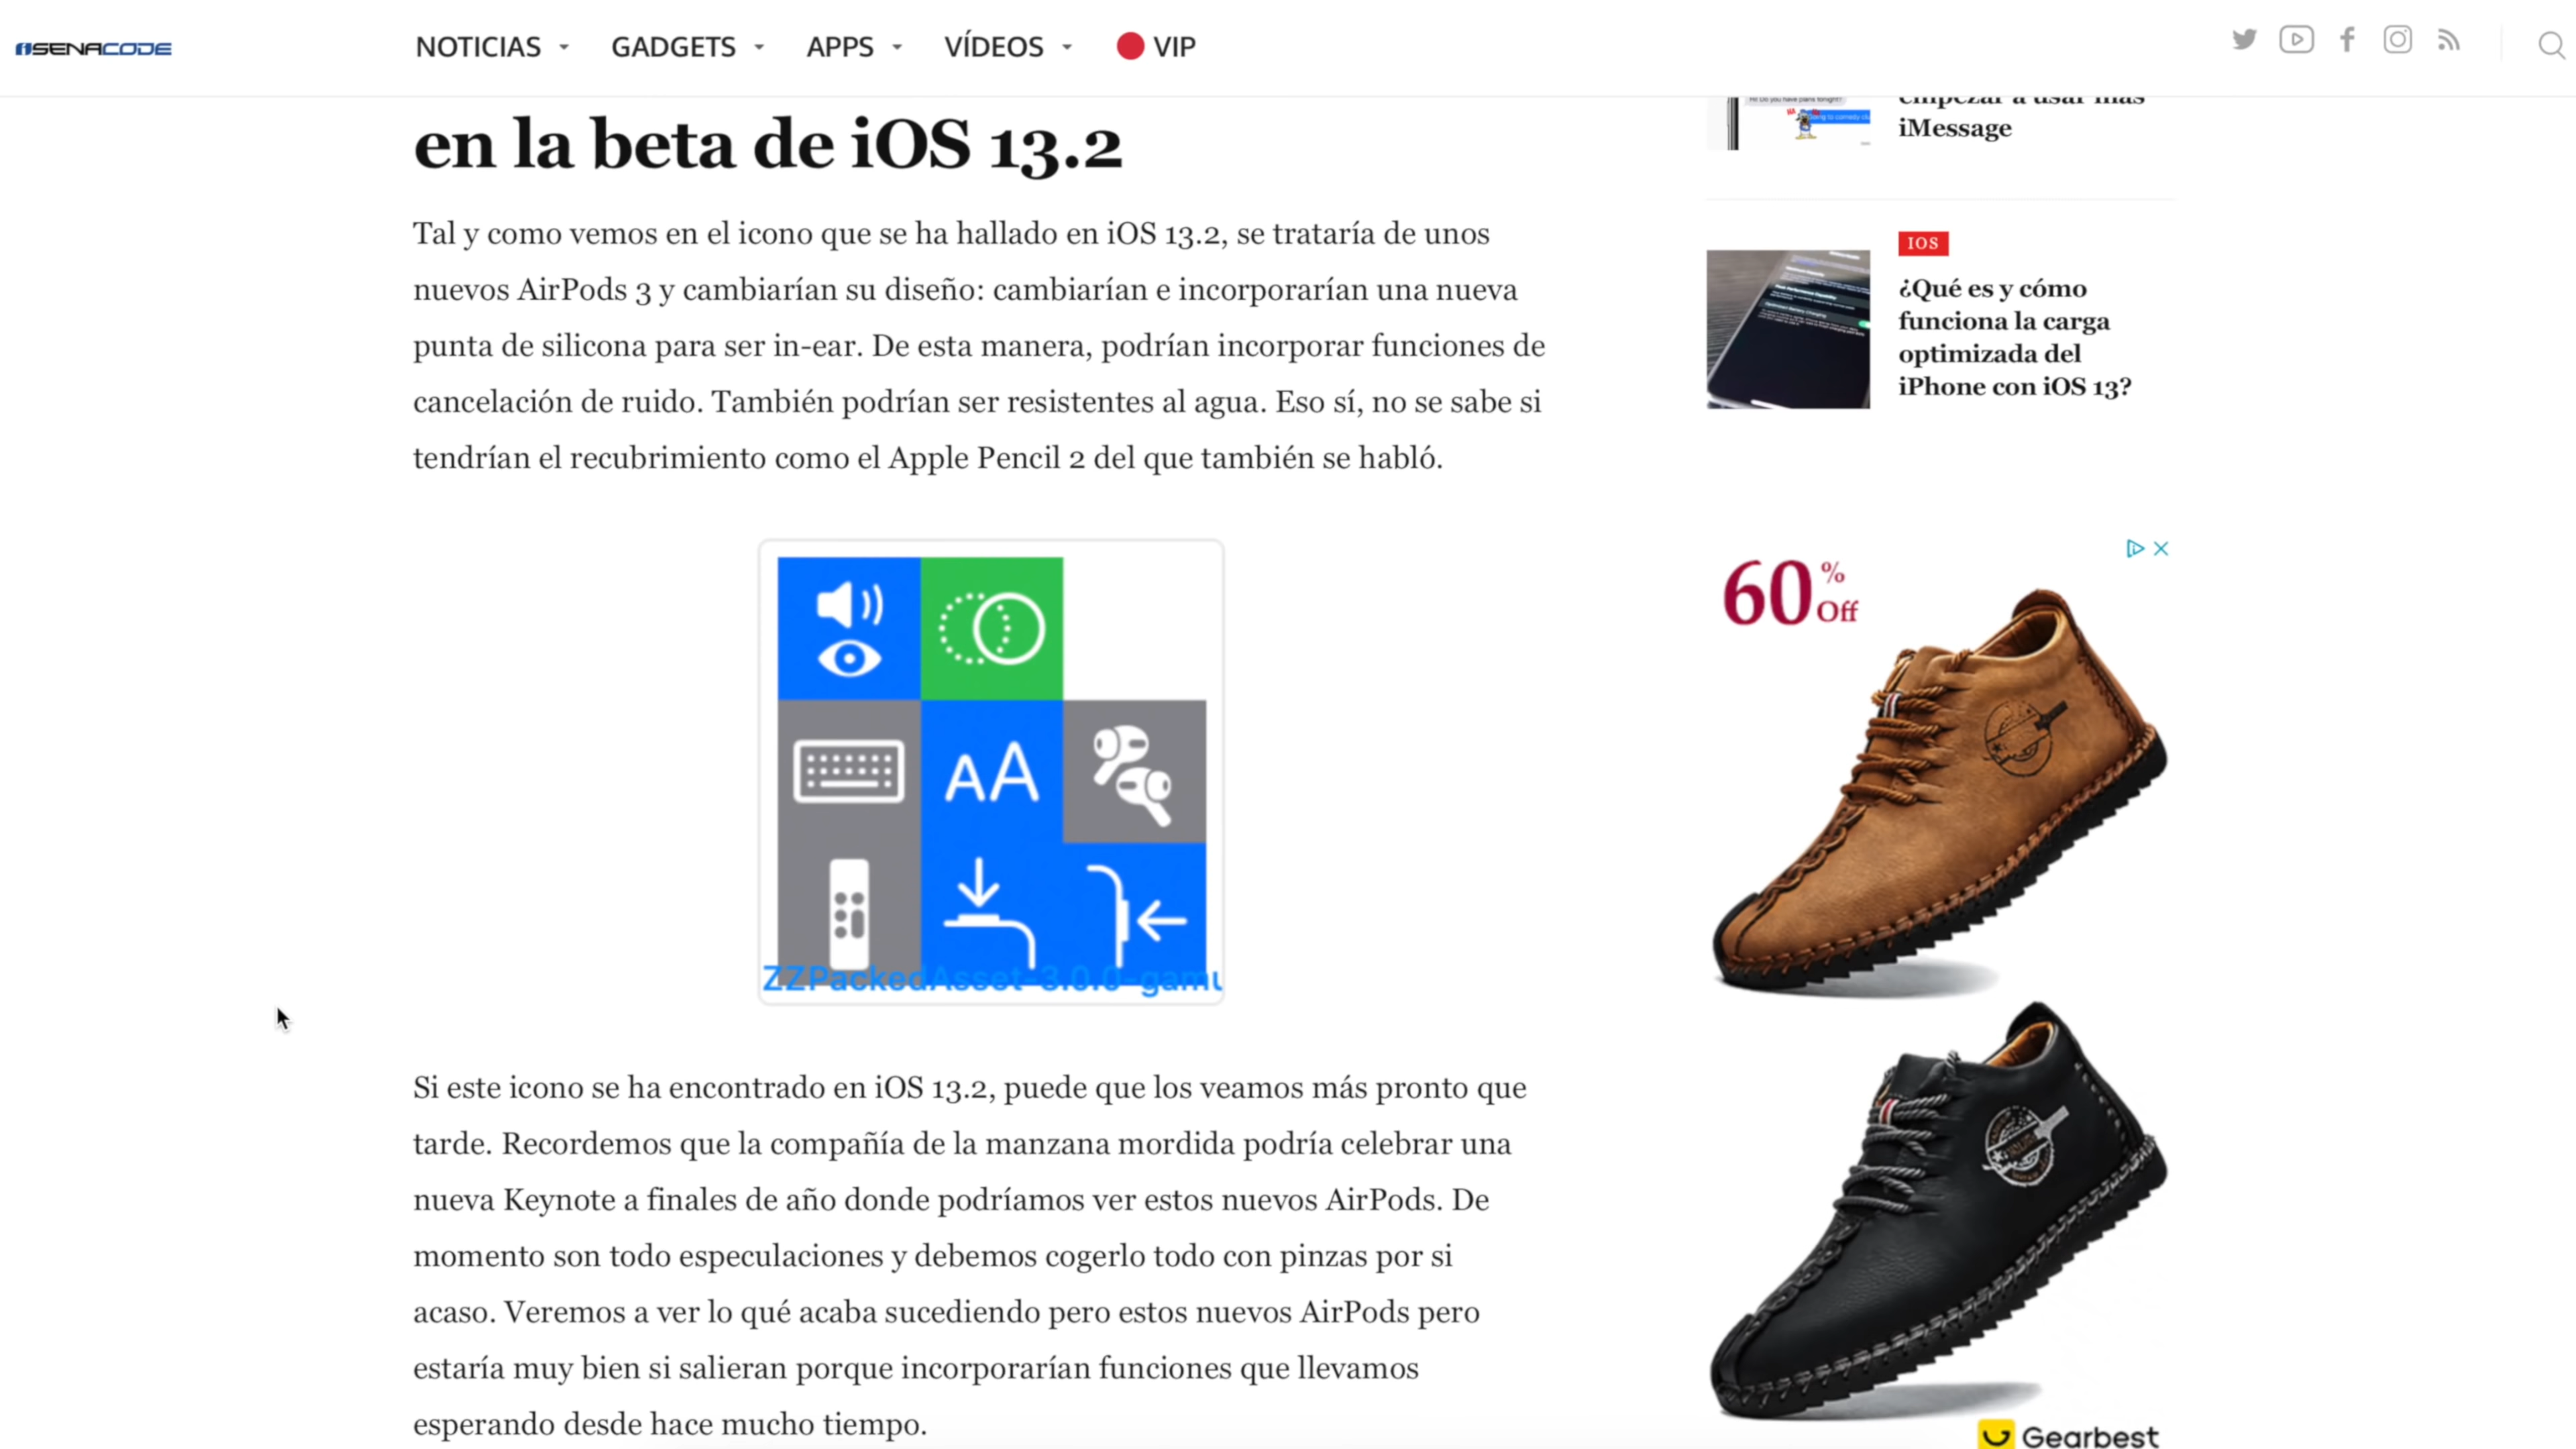 iSENACODE
NOTICIAS
GADGETS
APPS
VÍDEOS
VIP
en la beta de iOS 13.2
Tal y como vemos en el icono que se ha hallado en iOS 13.2, se trataría de unos
nuevos AirPods 3 y cambiarían su diseño: cambiarían e incorporarían una nueva
punta de silicona para ser in-ear. De esta manera, podrían incorporar funciones de
cancelación de ruido. También podrían ser resistentes al agua. Eso sí, no se sabe si
tendrían el recubrimiento como el Apple Pencil 2 del que también se habló.
AA
ZZPackedAsset-3.0.0-gamu
Si este icono se ha encontrado en iOS 13.2, puede que los veamos más pronto que
tarde. Recordemos que la compañía de la manzana mordida podría celebrar una
nueva Keynote a finales de año donde podríamos ver estos nuevos AirPods. De
momento son todo especulaciones y debemos cogerlo todo con pinzas por si
acaso. Veremos a ver lo qué acaba sucediendo pero estos nuevos AirPods pero
estaría muy bien si salieran porque incorporarían funciones que llevamos
esperando desde hace mucho tiempo.
empezar a usar más
iMessage
IOS
¿Qué es y cómo
funciona la carga
optimizada del
iPhone con iOS 13?
60% Off
Gearbest